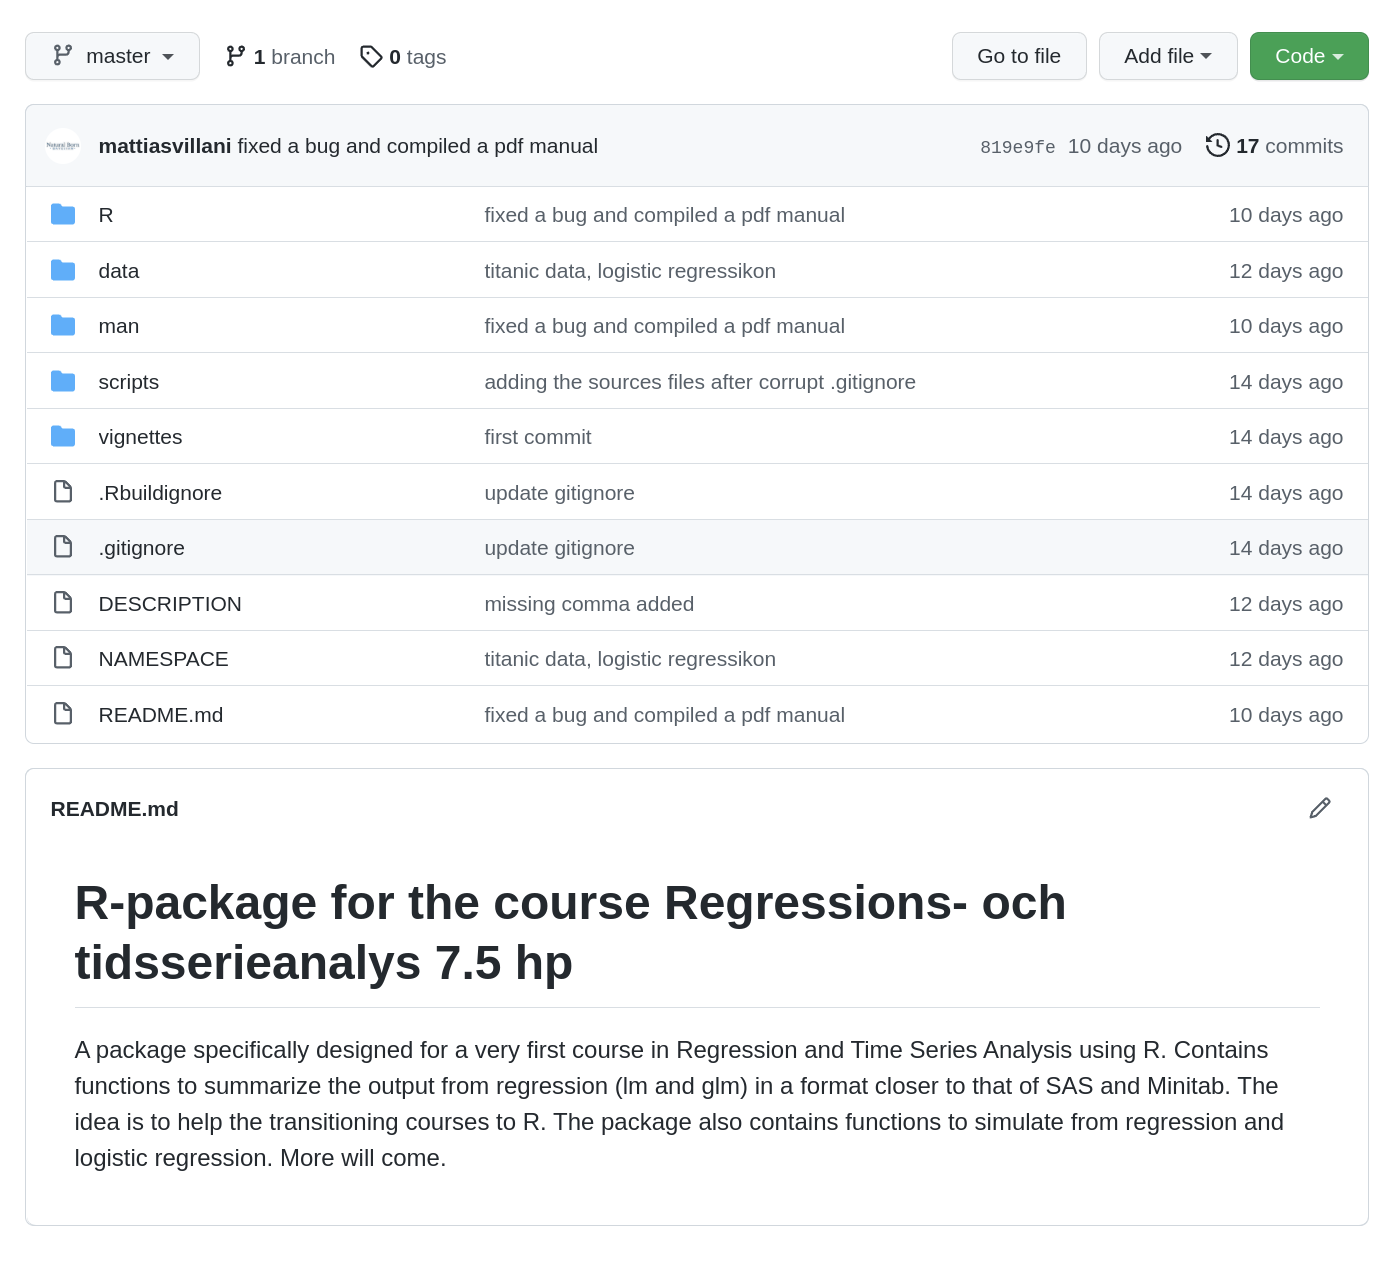 master 1 branch 0 tags Go to file Add file Code
mattiasvillani fixed a bug and compiled a pdf manual 819e9fe 10 days ago 17 commits
R fixed a bug and compiled a pdf manual 10 days ago
data titanic data, logistic regressikon 12 days ago
man fixed a bug and compiled a pdf manual 10 days ago
scripts adding the sources files after corrupt .gitignore 14 days ago
vignettes first commit 14 days ago
.Rbuildignore update gitignore 14 days ago
.gitignore update gitignore 14 days ago
DESCRIPTION missing comma added 12 days ago
NAMESPACE titanic data, logistic regressikon 12 days ago
README.md fixed a bug and compiled a pdf manual 10 days ago
README.md
R-package for the course Regressions- och
tidsserieanalys 7.5 hp
A package specifically designed for a very first course in Regression and Time Series Analysis using R. Contains
functions to summarize the output from regression (lm and glm) in a format closer to that of SAS and Minitab. The
idea is to help the transitioning courses to R. The package also contains functions to simulate from regression and
logistic regression. More will come.